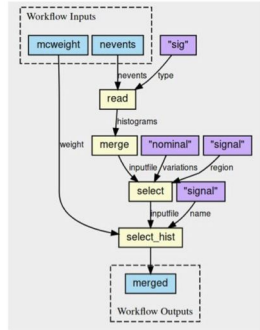 Workflow Inputs
mcweight
nevents
"sig"
nevents
type
read
histograms
merge
"nominal"
"signal"
weight
inputfile
variations
region
select
"signal"
inputfile
name
select_hist
merged
Workflow Outputs